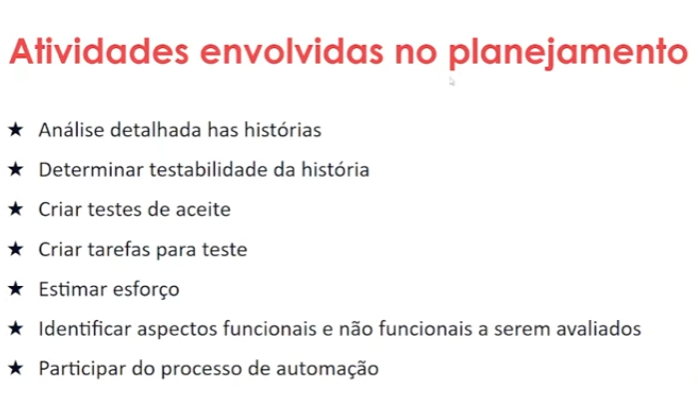 Atividades envolvidas no planejamento
★ Análise detalhada has histórias
★ Determinar testabilidade da história
★ Criar testes de aceite
★ Criar tarefas para teste
★ Estimar esforço
★ Identificar aspectos funcionais e não funcionais a serem avaliados
★ Participar do processo de automação